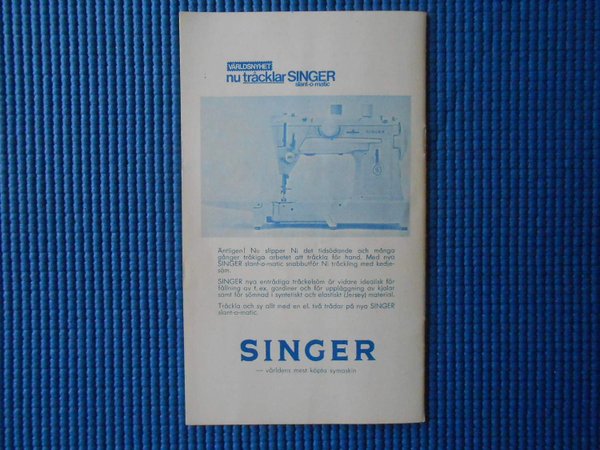 VÄRLDSNYHET:
nu tråcklar SINGER
slant-o-matic
SINGER
Äntligen! Nu slipper Ni det tidsödande och många
gånger tråkiga arbetet att tråckla för hand. Med nya
SINGER slant-o-matic snabbutför Ni tråckling med kedje-
söm.
SINGER nya entrådiga tråckelsöm är vidare idealisk för
fållning av t.ex. gardiner och för uppläggning av kjolar
samt för sömnad i syntetiskt och elastiskt (Jersey) material.
Tråckla och sy allt med en el. två trådar på nya SINGER
slant-o-matic.
SINGER
— världens mest köpta symaskin